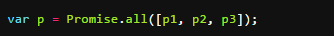 var p = Promise.all([p1, p2, p3]);